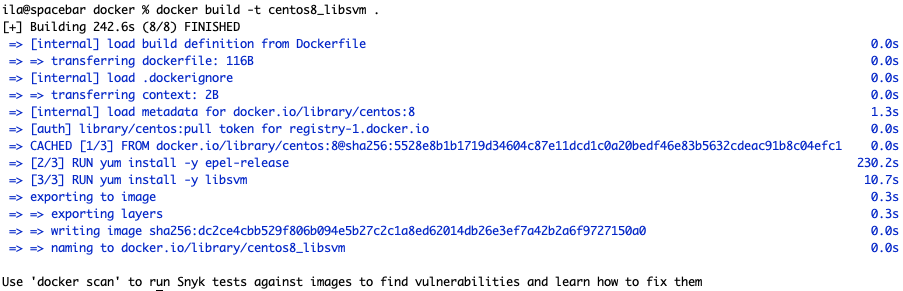 ila@spacebar docker % docker build -t centos8_libsvm .
[+] Building 242.6s (8/8) FINISHED
=> [internal] load build definition from Dockerfile 0.0s
=> => transferring dockerfile: 116B 0.0s
=> [internal] load .dockerignore 0.0s
=> => transferring context: 2B 0.0s
=> [internal] load metadata for docker.io/library/centos:8 1.3s
=> [auth] library/centos:pull token for registry-1.docker.io 0.0s
=> CACHED [1/3] FROM docker.io/library/centos:8@sha256:5528e8b1b1719d34604c87e11dcd1c0a20bedf46e83b5632cdeac91b8c04efc1 0.0s
=> [2/3] RUN yum install -y epel-release 230.2s
=> [3/3] RUN yum install -y libsvm 10.7s
=> exporting to image 0.3s
=> => exporting layers 0.3s
=> => writing image sha256:dc2ce4cbb529f806b094e5b27c2c1a8ed62014db26e3ef7a42b2a6f9727150a0 0.0s
=> => naming to docker.io/library/centos8_libsvm 0.0s
Use 'docker scan' to run Snyk tests against images to find vulnerabilities and learn how to fix them